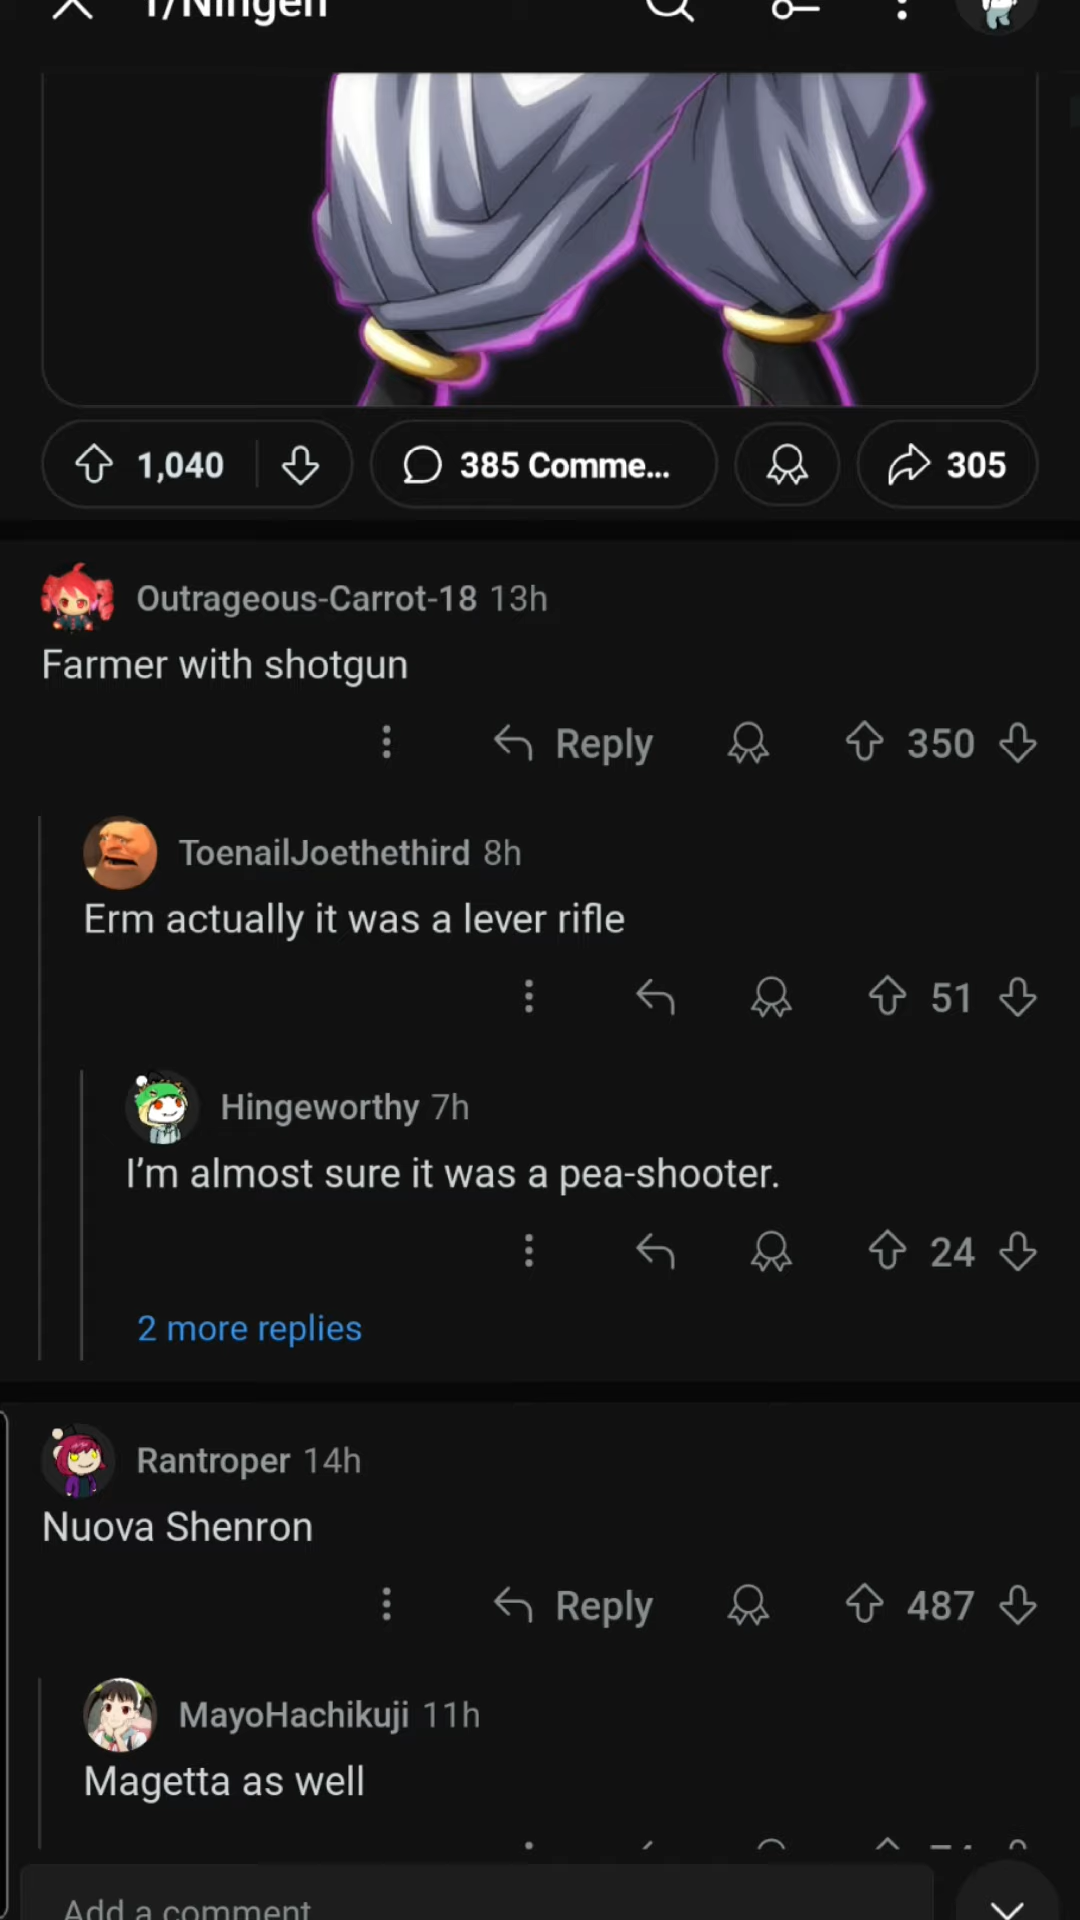 r/Ningen
1,040
385 Comme...
305
Outrageous-Carrot-18 13h
Farmer with shotgun
Reply
350
ToenailJoethethird 8h
Erm actually it was a lever rifle
51
Hingeworthy 7h
I'm almost sure it was a pea-shooter.
24
2 more replies
Rantroper 14h
Nuova Shenron
Reply
487
MayoHachikuji 11h
Magetta as well
Add a comment